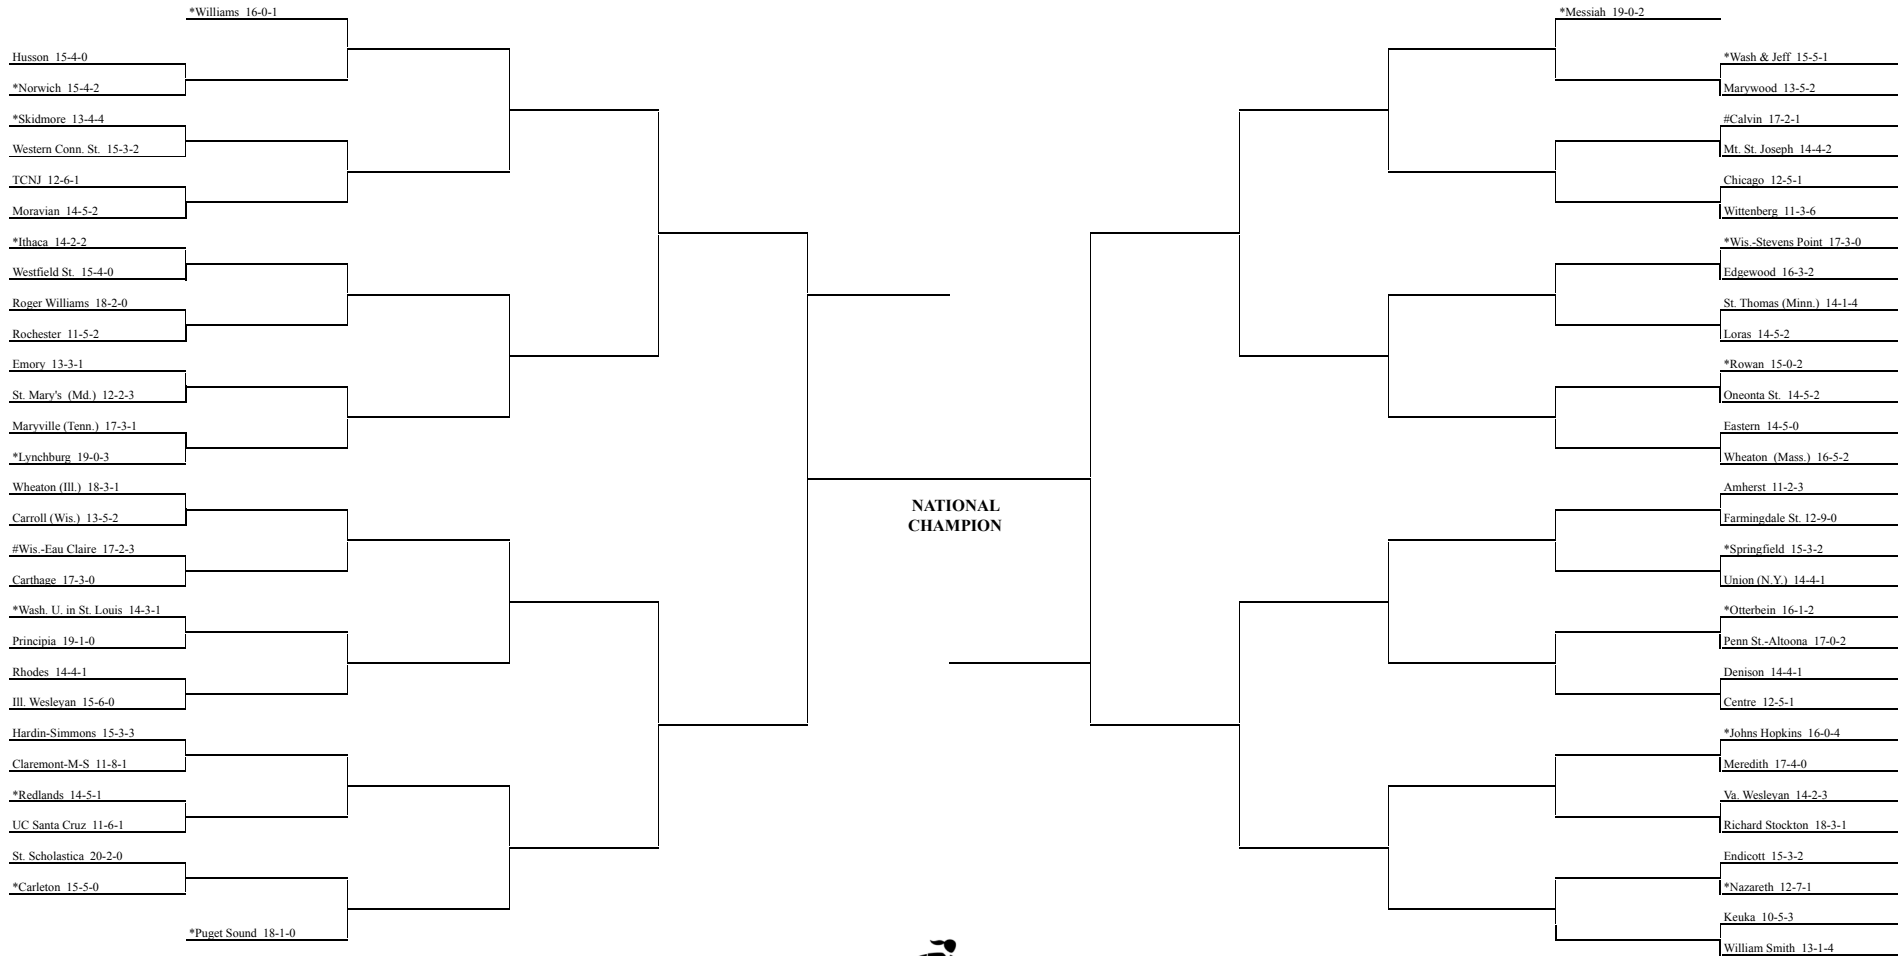 *Williams 16-0-1
Husson 15-4-0
*Norwich 15-4-2
*Skidmore 13-4-4
Western Conn. St. 15-3-2
TCNJ 12-6-1
Moravian 14-5-2
*Ithaca 14-2-2
Westfield St. 15-4-0
Roger Williams 18-2-0
Rochester 11-5-2
Emory 13-3-1
St. Mary's (Md.) 12-2-3
Maryville (Tenn.) 17-3-1
*Lynchburg 19-0-3
Wheaton (Ill.) 18-3-1
Carroll (Wis.) 13-5-2
#Wis.-Eau Claire 17-2-3
Carthage 17-3-0
*Wash. U. in St. Louis 14-3-1
Principia 19-1-0
Rhodes 14-4-1
Ill. Wesleyan 15-6-0
Hardin-Simmons 15-3-3
Claremont-M-S 11-8-1
*Redlands 14-5-1
UC Santa Cruz 11-6-1
St. Scholastica 20-2-0
*Carleton 15-5-0
*Puget Sound 18-1-0
NATIONAL
CHAMPION
*Messiah 19-0-2
*Wash & Jeff 15-5-1
Marywood 13-5-2
#Calvin 17-2-1
Mt. St. Joseph 14-4-2
Chicago 12-5-1
Wittenberg 11-3-6
*Wis.-Stevens Point 17-3-0
Edgewood 16-3-2
St. Thomas (Minn.) 14-1-4
Loras 14-5-2
*Rowan 15-0-2
Oneonta St. 14-5-2
Eastern 14-5-0
Wheaton (Mass.) 16-5-2
Amherst 11-2-3
Farmingdale St. 12-9-0
*Springfield 15-3-2
Union (N.Y.) 14-4-1
*Otterbein 16-1-2
Penn St.-Altoona 17-0-2
Denison 14-4-1
Centre 12-5-1
*Johns Hopkins 16-0-4
Meredith 17-4-0
Va. Wesleyan 14-2-3
Richard Stockton 18-3-1
Endicott 15-3-2
*Nazareth 12-7-1
Keuka 10-5-3
William Smith 13-1-4